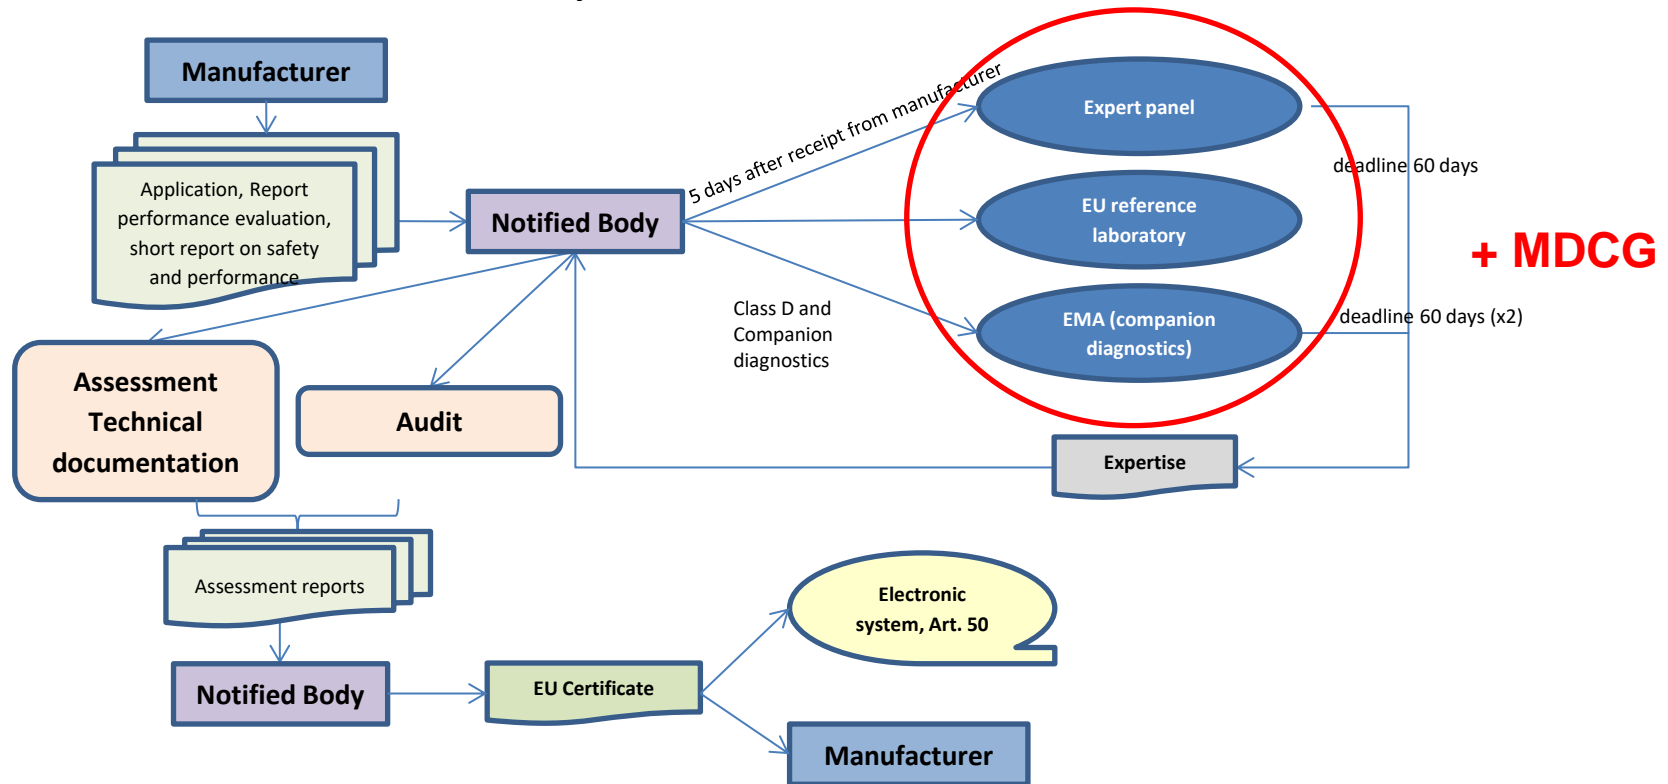 Manufacturer
Application, Report
performance evaluation,
short report on safety
and performance
Notified Body
5 days after receipt from manufacturer
Class D and
Companion
diagnostics
Expert panel
EU reference
laboratory
EMA (companion
diagnostics)
deadline 60 days
deadline 60 days (x2)
+ MDCG
Assessment
Technical
documentation
Audit
Expertise
Assessment reports
Notified Body
EU Certificate
Electronic
system, Art. 50
Manufacturer